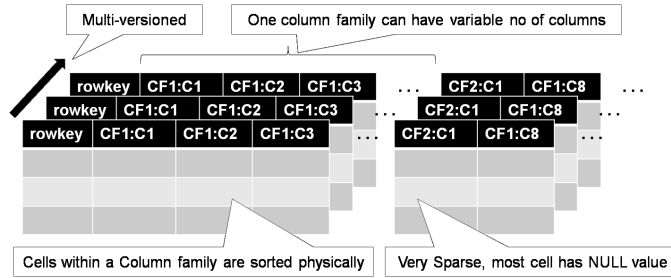 Multi-versioned
One column family can have variable no of columns
rowkey CF1:C1 CF1:C2 CF1:C3 ... CF2:C1 CF1:C8 ...
rowkey CF1:C1 CF1:C2 CF1:C3 ... CF2:C1 CF1:C8 ...
rowkey CF1:C1 CF1:C2 CF1:C3 ... CF2:C1 CF1:C8 ...
Cells within a Column family are sorted physically
Very Sparse, most cell has NULL value